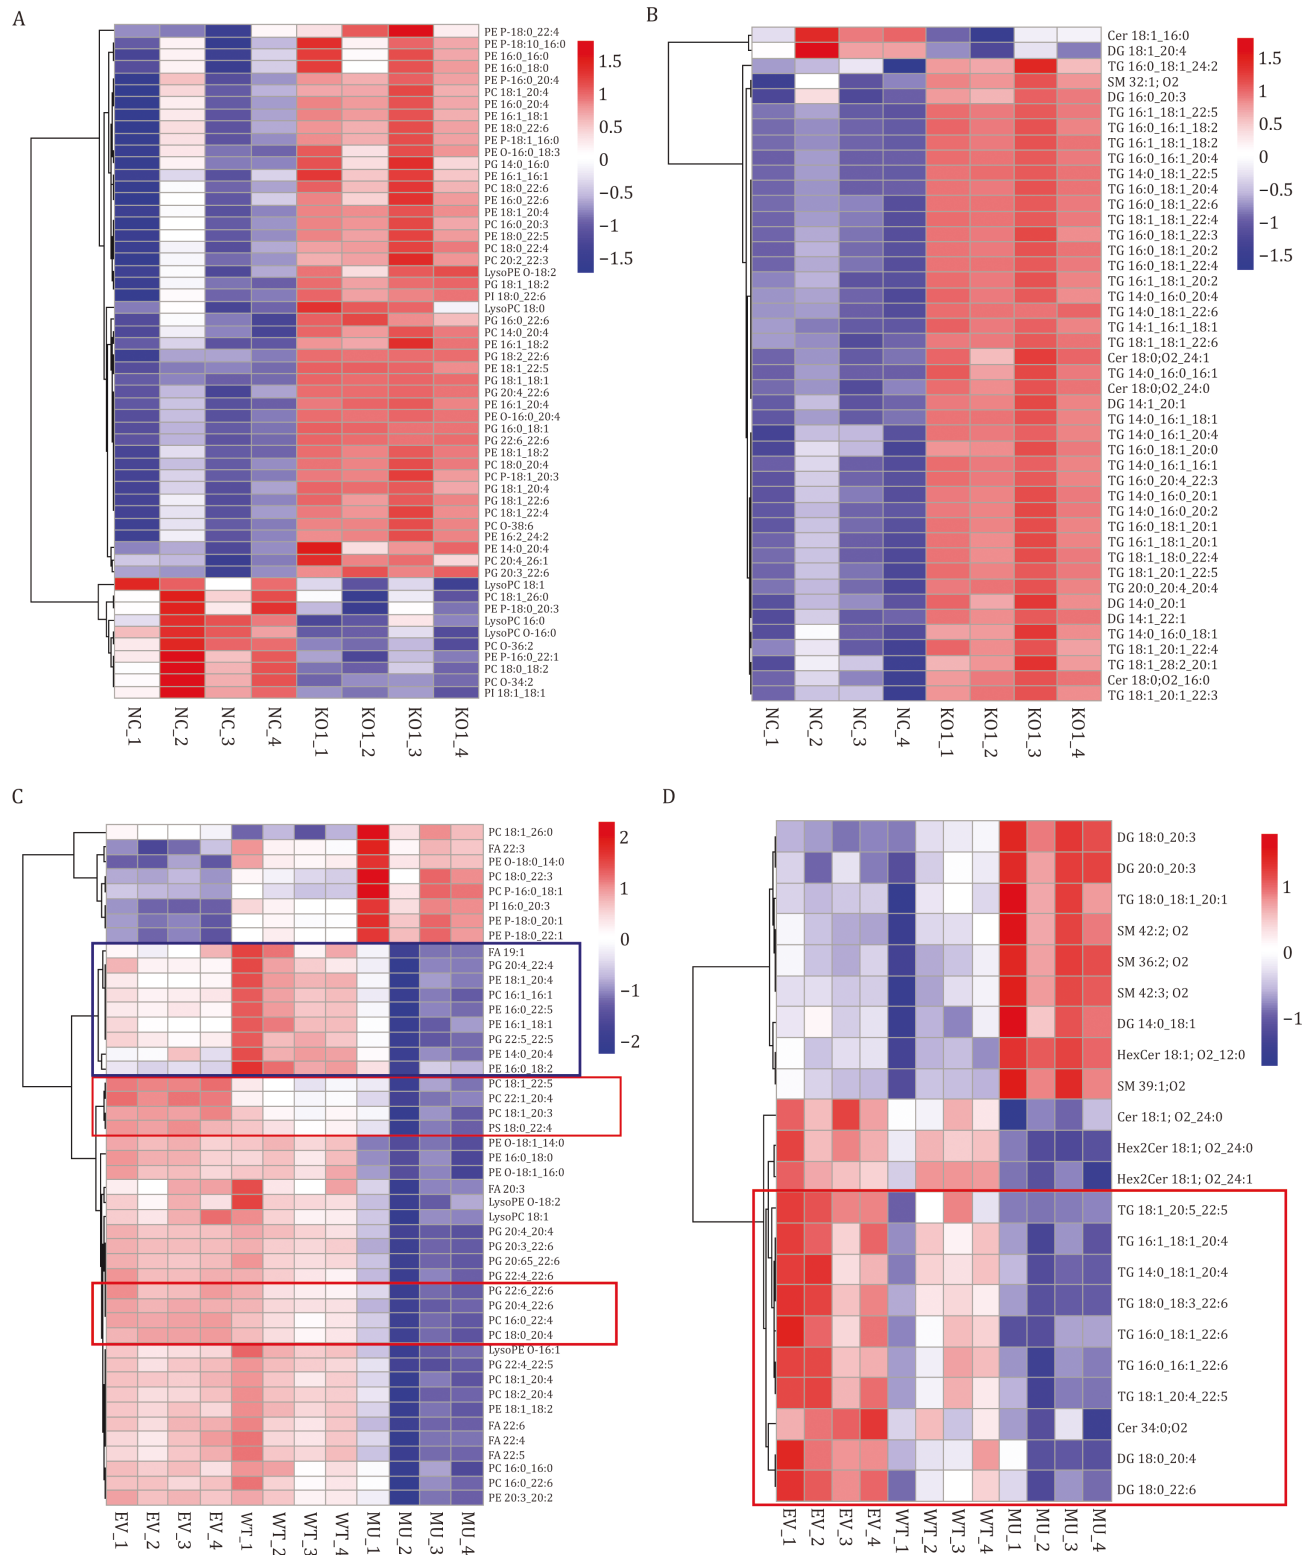 A
PE P-18:0_22:4
PE P-18:10_16:0
PE 16:0_16:0
PE 16:0_18:0
PE P-16:0_20:4
PC 18:1_20:4
PE 16:0_20:4
PE 16:1_18:1
PE 18:0_22:6
PE P-18:1_16:0
PE O-16:0_18:3
PG 14:0_16:0
PE 16:1_16:1
PC 18:0_22:6
PE 16:0_22:6
PE 18:1_20:4
PC 16:0_20:3
PE 18:0_22:5
PC 18:0_22:4
PC 20:2_22:3
LysoPE O-18:2
PG 18:1_18:2
PI 18:0_22:6
LysoPC 18:0
PG 16:0_22:6
PC 14:0_20:4
PE 16:1_18:2
PG 18:2_22:6
PE 18:1_22:5
PG 18:1_18:1
PG 20:4_22:6
PE 16:1_20:4
PE O-16:0_20:4
PG 16:0_18:1
PG 22:6_22:6
PE 18:1_18:2
PC 18:0_20:4
PC P-18:1_20:3
PG 18:1_20:4
PG 18:1_22:6
PC 18:1_22:4
PC O-38:6
PE 16:2_24:2
PE 14:0_20:4
PC 20:4_26:1
PG 20:3_22:6
LysoPC 18:1
PC 18:1_26:0
PE P-18:0_20:3
LysoPC 16:0
LysoPC O-16:0
PC O-36:2
PE P-16:0_22:1
PC 18:0_18:2
PC O-34:2
PI 18:1_18:1
1.5
1
0.5
0
−0.5
−1
−1.5
NC_1
NC_2
NC_3
NC_4
KO1_1
KO1_2
KO1_3
KO1_4
B
Cer 18:1_16:0
DG 18:1_20:4
TG 16:0_18:1_24:2
SM 32:1; O2
DG 16:0_20:3
TG 16:1_18:1_22:5
TG 16:0_16:1_18:2
TG 16:1_18:1_18:2
TG 16:0_16:1_20:4
TG 14:0_18:1_22:5
TG 16:0_18:1_20:4
TG 16:0_18:1_22:6
TG 18:1_18:1_22:4
TG 16:0_18:1_22:3
TG 16:0_18:1_20:2
TG 16:0_18:1_22:4
TG 16:1_18:1_20:2
TG 14:0_16:0_20:4
TG 14:0_18:1_22:6
TG 14:1_16:1_18:1
TG 18:1_18:1_22:6
Cer 18:0;O2_24:1
TG 14:0_16:0_16:1
Cer 18:0;O2_24:0
DG 14:1_20:1
TG 14:0_16:1_18:1
TG 14:0_16:1_20:4
TG 16:0_18:1_20:0
TG 14:0_16:1_16:1
TG 16:0_20:4_22:3
TG 14:0_16:0_20:1
TG 14:0_16:0_20:2
TG 16:0_18:1_20:1
TG 16:1_18:1_20:1
TG 18:1_18:0_22:4
TG 18:1_20:1_22:5
TG 20:0_20:4_20:4
DG 14:0_20:1
DG 14:1_22:1
TG 14:0_16:0_18:1
TG 18:1_20:1_22:4
TG 18:1_28:2_20:1
Cer 18:0;O2_16:0
TG 18:1_20:1_22:3
1.5
1
0.5
0
−0.5
−1
−1.5
NC_1
NC_2
NC_3
NC_4
KO1_1
KO1_2
KO1_3
KO1_4
C
PC 18:1_26:0
FA 22:3
PE O-18:0_14:0
PC 18:0_22:3
PC P-16:0_18:1
PI 16:0_20:3
PE P-18:0_20:1
PE P-18:0_22:1
FA 19:1
PG 20:4_22:4
PE 18:1_20:4
PC 16:1_16:1
PE 16:0_22:5
PE 16:1_18:1
PG 22:5_22:5
PE 14:0_20:4
PE 16:0_18:2
PC 18:1_22:5
PC 22:1_20:4
PC 18:1_20:3
PS 18:0_22:4
PE O-18:1_14:0
PE 16:0_18:0
PE O-18:1_16:0
FA 20:3
LysoPE O-18:2
LysoPC 18:1
PG 20:4_20:4
PG 20:3_22:6
PG 20:65_22:6
PG 22:4_22:6
PG 22:6_22:6
PG 20:4_22:6
PC 16:0_22:4
PC 18:0_20:4
LysoPE O-16:1
PG 22:4_22:5
PC 18:1_20:4
PC 18:2_20:4
PE 18:1_18:2
FA 22:6
FA 22:4
FA 22:5
PC 16:0_16:0
PC 16:0_22:6
PE 20:3_20:2
2
1
0
−1
−2
EV_1
EV_2
EV_3
EV_4
WT_1
WT_2
WT_3
WT_4
MU_1
MU_2
MU_3
MU_4
D
DG 18:0_20:3
DG 20:0_20:3
TG 18:0_18:1_20:1
SM 42:2; O2
SM 36:2; O2
SM 42:3; O2
DG 14:0_18:1
HexCer 18:1; O2_12:0
SM 39:1;O2
Cer 18:1; O2_24:0
Hex2Cer 18:1; O2_24:0
Hex2Cer 18:1; O2_24:1
TG 18:1_20:5_22:5
TG 16:1_18:1_20:4
TG 14:0_18:1_20:4
TG 18:0_18:3_22:6
TG 16:0_18:1_22:6
TG 16:0_16:1_22:6
TG 18:1_20:4_22:5
Cer 34:0;O2
DG 18:0_20:4
DG 18:0_22:6
1
0
−1
EV_1
EV_2
EV_3
EV_4
WT_1
WT_2
WT_3
WT_4
MU_1
MU_2
MU_3
MU_4